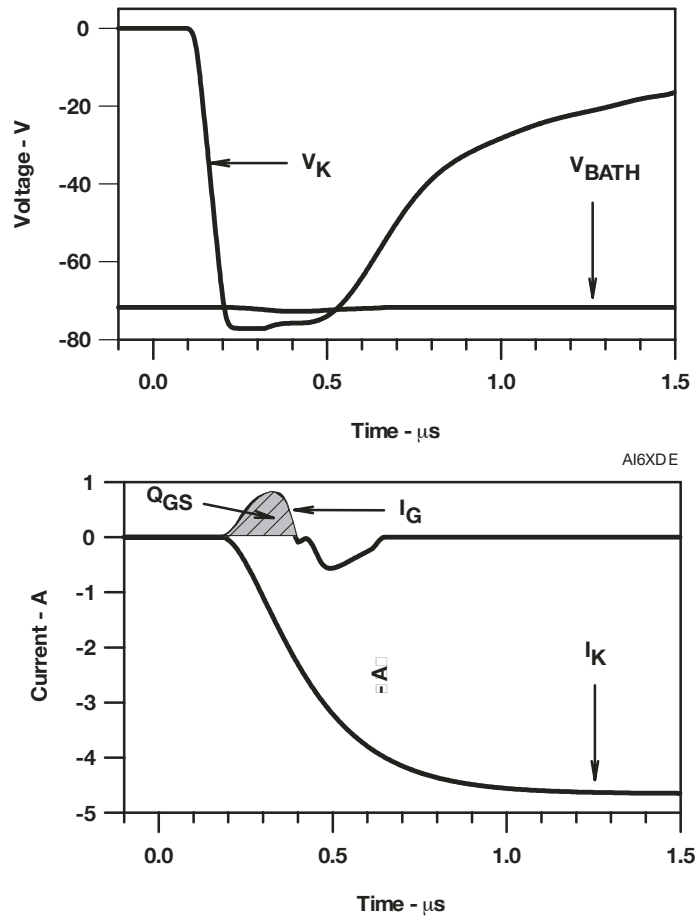 Voltage - V
0
-20
-40
-60
-80
V_K
V_BATH
0.0 0.5 1.0 1.5
Time - μs
AI6XDE
Current - A
1
0
-1
-2
-3
-4
-5
Q_GS
I_G
- A
I_K
0.0 0.5 1.0 1.5
Time - μs